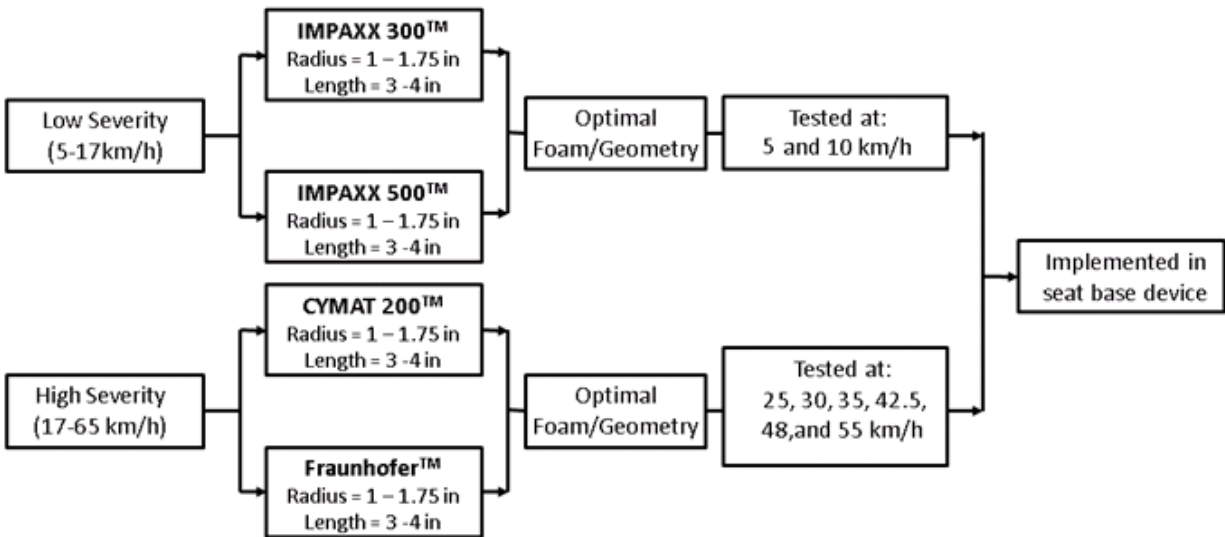 Low Severity
(5-17km/h)
IMPAXX 300™
Radius = 1 – 1.75 in
Length = 3 -4 in
IMPAXX 500™
Radius = 1 – 1.75 in
Length = 3 -4 in
Optimal
Foam/Geometry
Tested at:
5 and 10 km/h
High Severity
(17-65 km/h)
CYMAT 200™
Radius = 1 – 1.75 in
Length = 3 -4 in
Fraunhofer™
Radius = 1 – 1.75 in
Length = 3 -4 in
Optimal
Foam/Geometry
Tested at:
25, 30, 35, 42.5,
48,and 55 km/h
Implemented in
seat base device